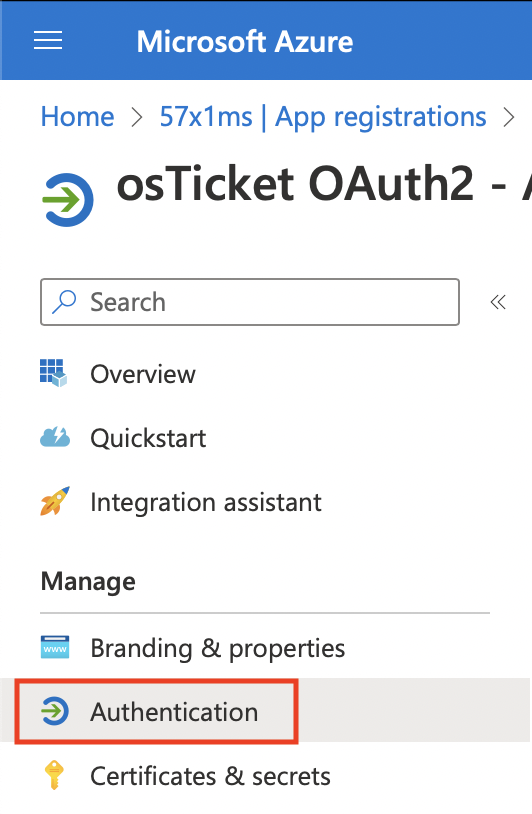 Microsoft Azure
Home > 57x1ms | App registrations >
osTicket OAuth2 -
Search
Overview
Quickstart
Integration assistant
Manage
Branding & properties
www
Authentication
Certificates & secrets